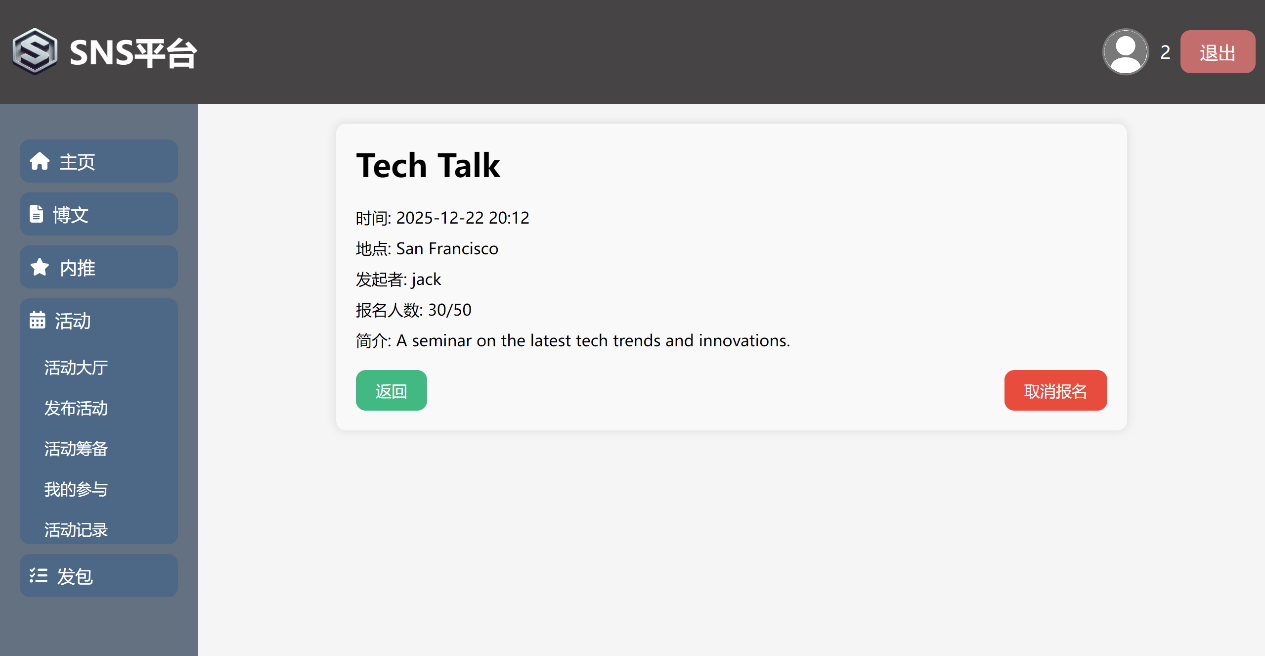 SNS平台
2
退出
主页
博文
内推
活动
活动大厅
发布活动
活动筹备
我的参与
活动记录
发包
Tech Talk
时间: 2025-12-22 20:12
地点: San Francisco
发起者: jack
报名人数: 30/50
简介: A seminar on the latest tech trends and innovations.
返回
取消报名